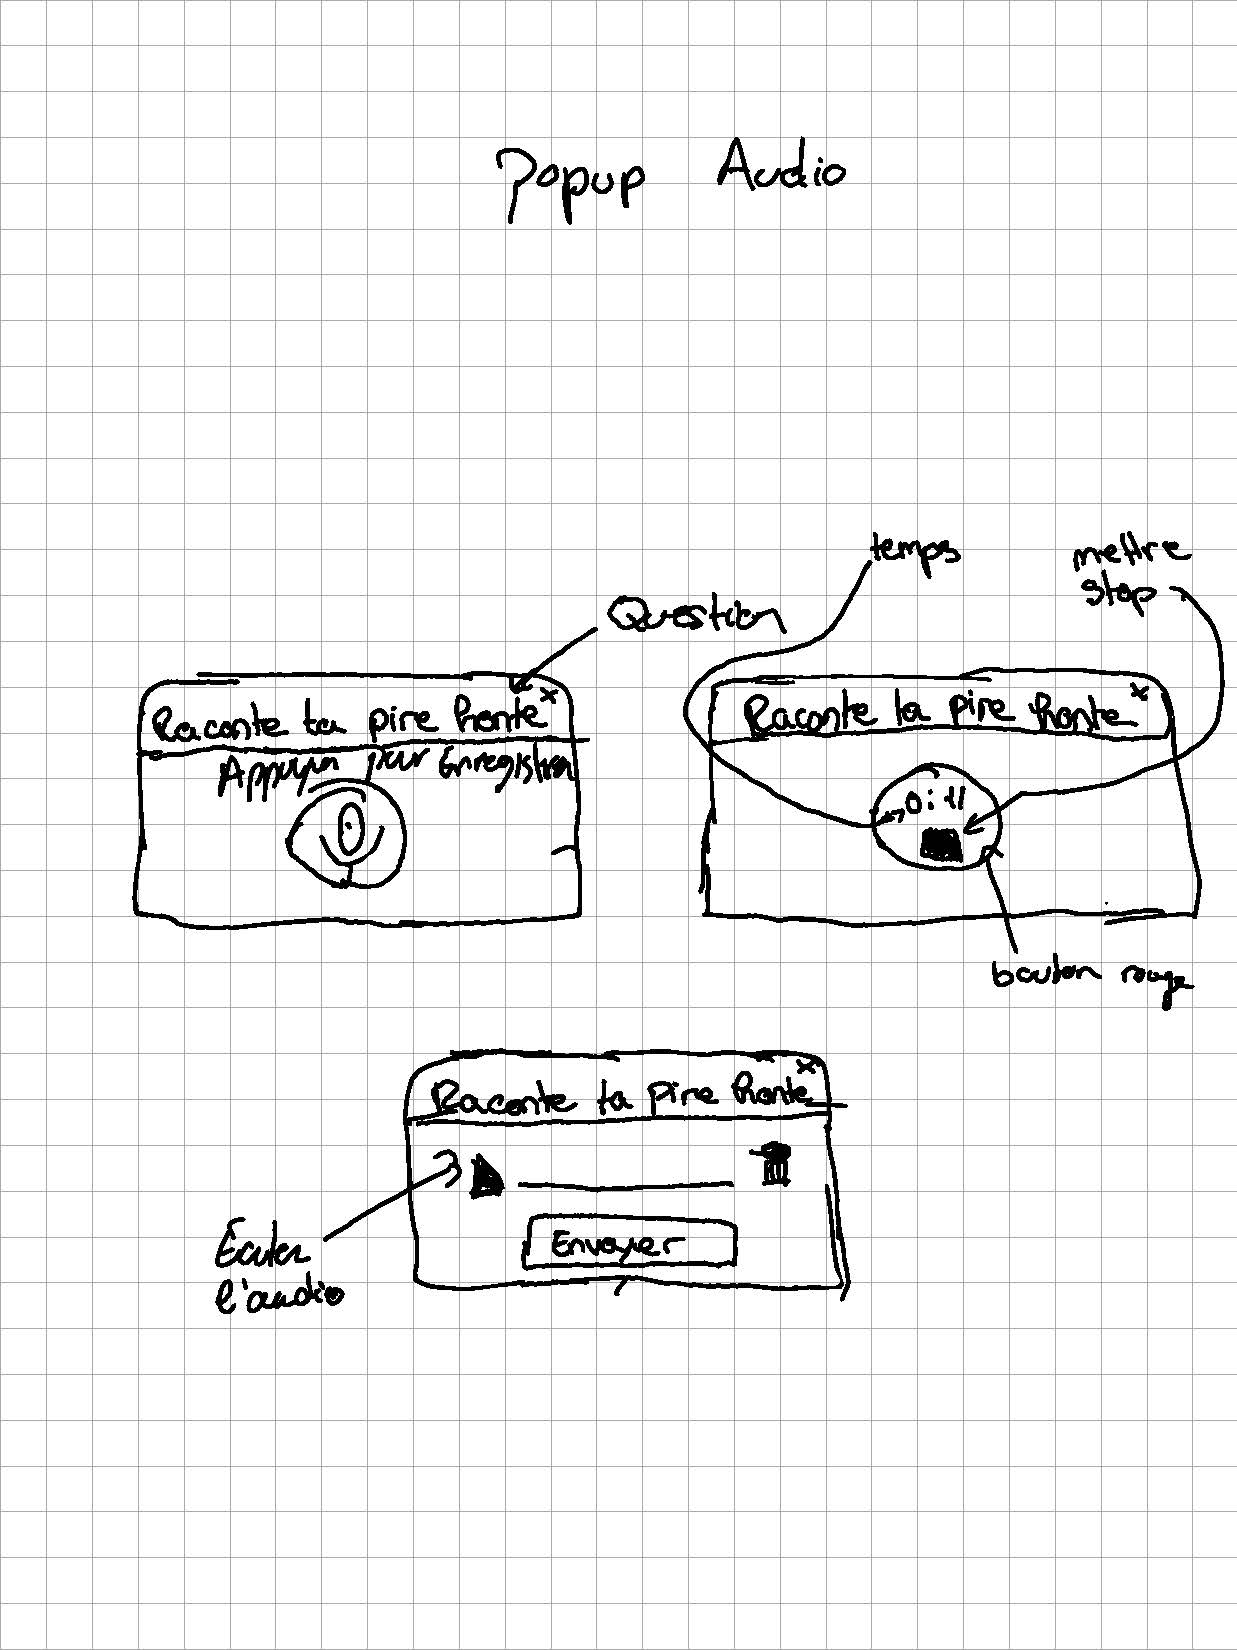 Popup Audio
temps
mettre
stop
Question
Raconte ta pire honte x
Appuyer pour Enregistrer
Raconte ta pire honte x
0:11
bouton rouge
Raconte ta pire honte x
Écouter
l'audio
Envoyer